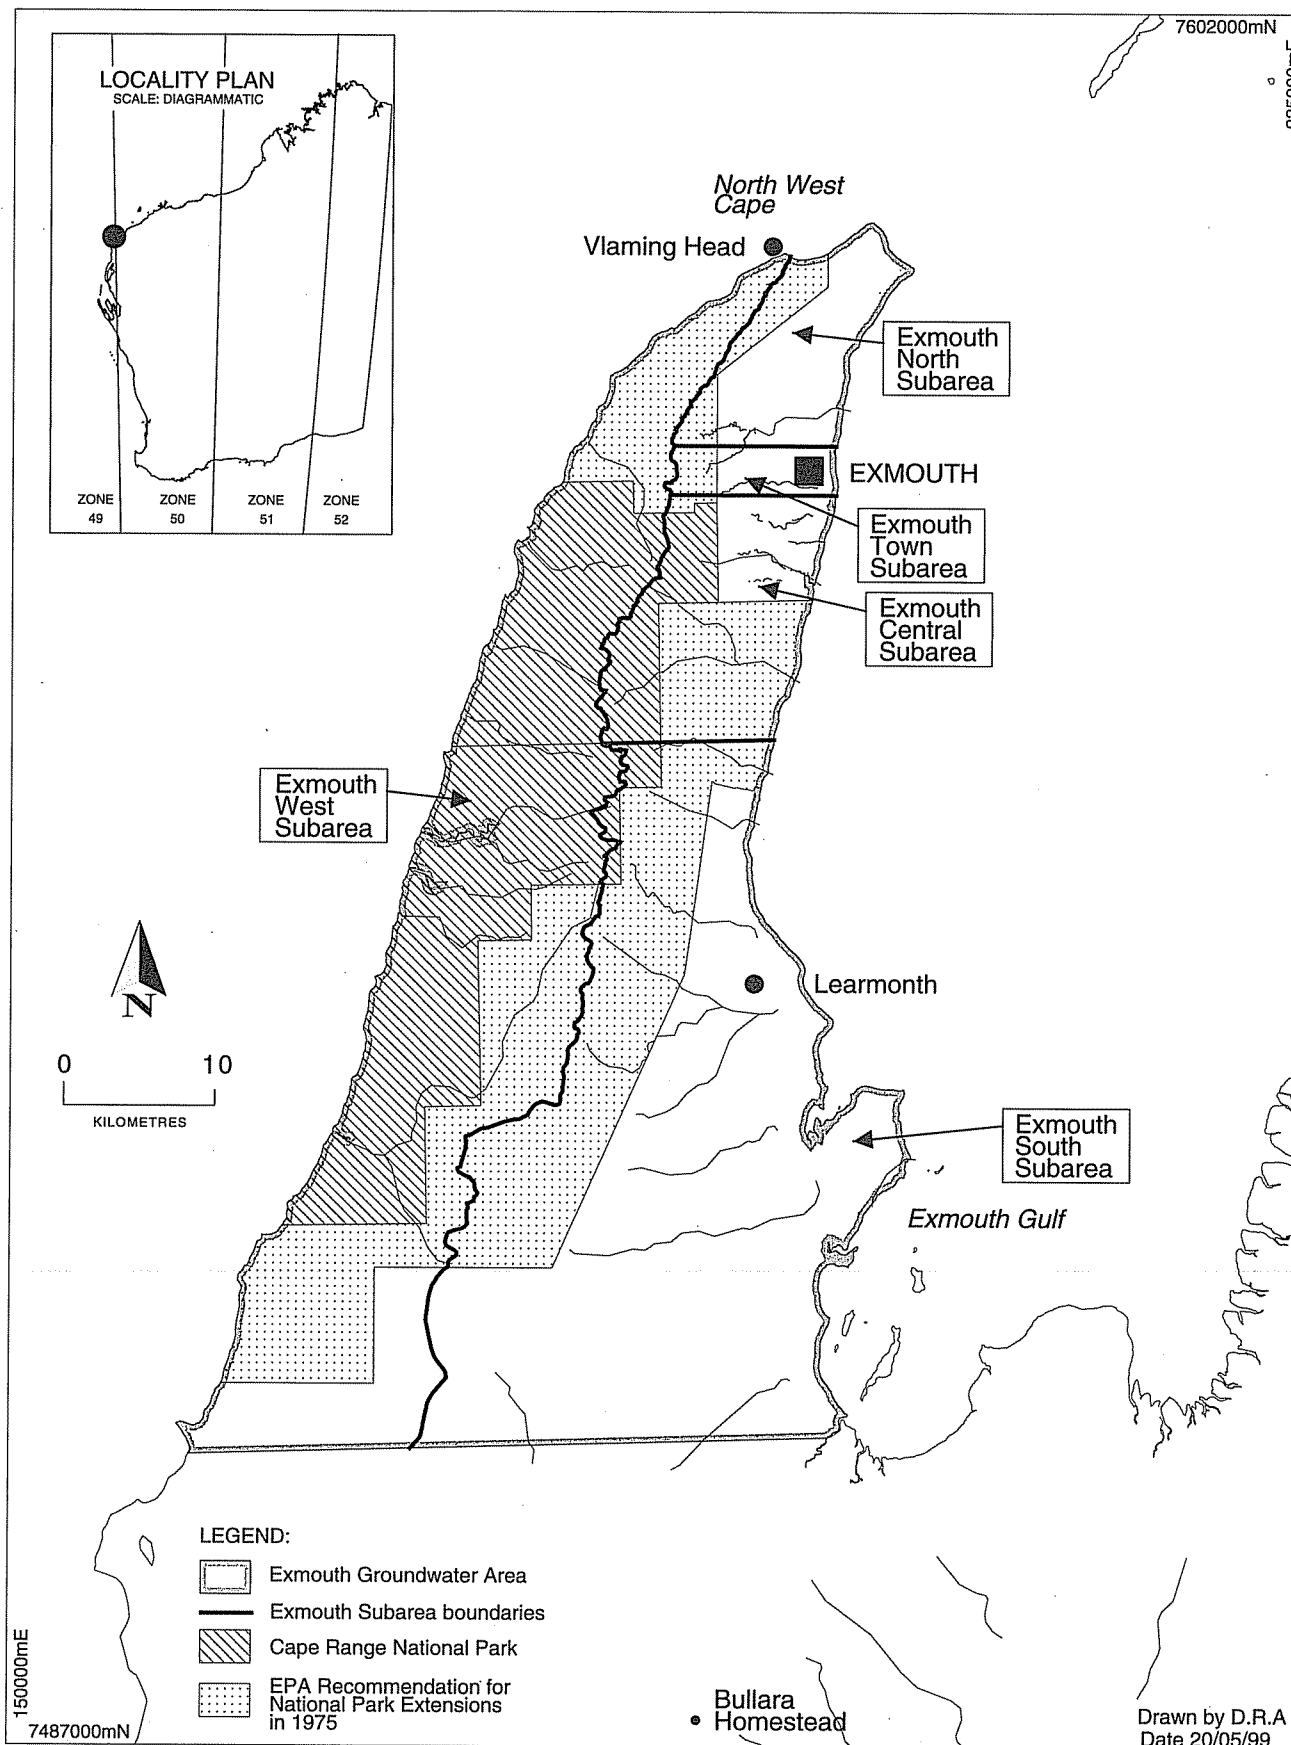 7602000mN
LOCALITY PLAN
SCALE: DIAGRAMMATIC
ZONE
49
ZONE
50
ZONE
51
ZONE
52
North West
Cape
Vlaming Head
Exmouth
North
Subarea
EXMOUTH
Exmouth
Town
Subarea
Exmouth
Central
Subarea
Exmouth
West
Subarea
N
Learmonth
0 10
KILOMETRES
Exmouth
South
Subarea
Exmouth Gulf
LEGEND:
Exmouth Groundwater Area
Exmouth Subarea boundaries
Cape Range National Park
EPA Recommendation for
National Park Extensions
in 1975
150000mE
7487000mN
Bullara
Homestead
Drawn by D.R.A
Date 20/05/99